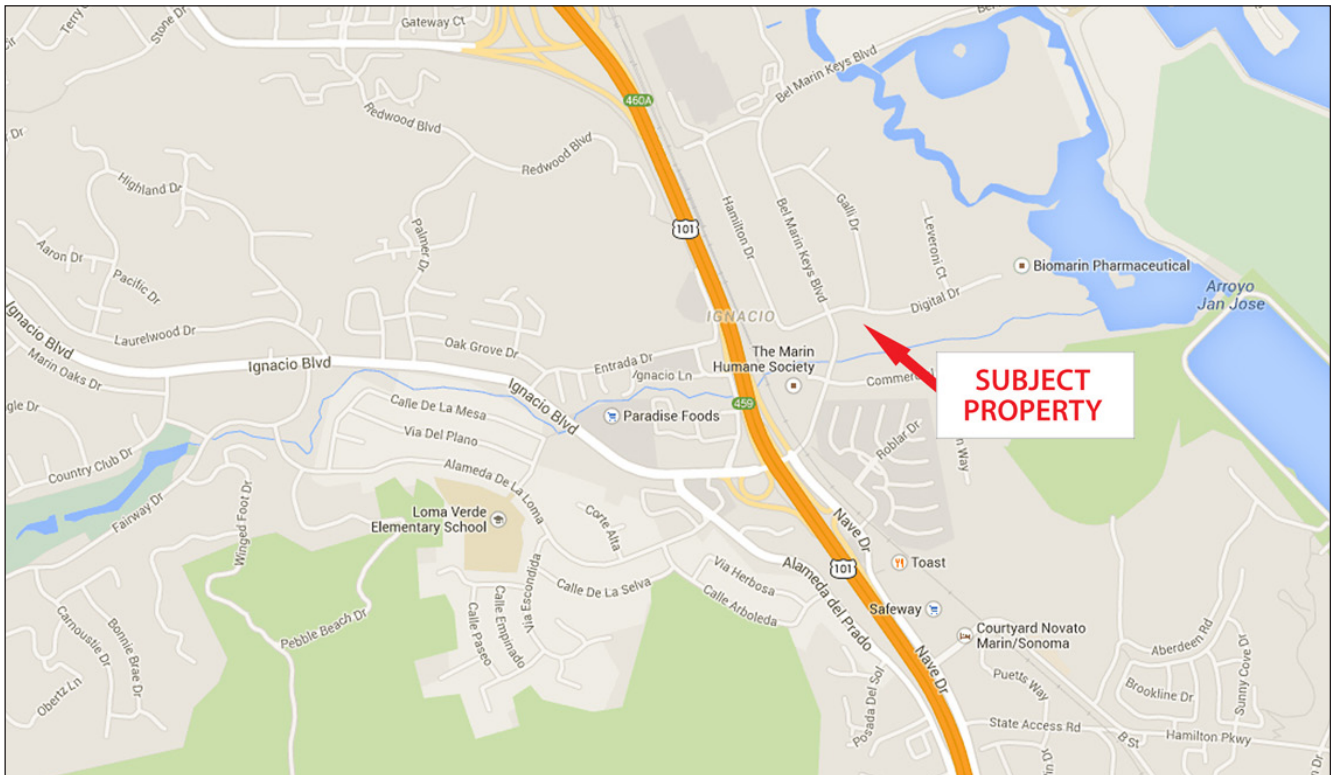 Gateway Ct
Terry Cir
Stone Dr
Bel Marin Keys Blvd
460A
Redwood Blvd
Redwood Blvd
Highland Dr
Palmer Dr
Hamilton Dr
Bel Marin Keys Blvd
Galli Dr
Leveroni Ct
101
Aaron Dr
Pacific Dr
Biomarin Pharmaceutical
Digital Dr
Arroyo
San Jose
IGNACIO
Ignacio Blvd
Laurelwood Dr
Marin Oaks Dr
Ignacio Blvd
Oak Grove Dr
Entrada Dr
Ignacio Ln
The Marin
Humane Society
Commercial
SUBJECT
PROPERTY
Ignacio Blvd
459
Calle De La Mesa
Paradise Foods
gle Dr
Via Del Plano
Roblar Dr
n Way
Country Club Dr
Alameda De La Loma
Fairway Dr
Winged Foot Dr
Loma Verde
Elementary School
Corte Alta
Nave Dr
101
Toast
Via Escondida
Calle De La Selva
Via Herbosa
Calle Arboleda
Alameda del Prado
Safeway
Calle Paseo
Calle Empinado
Pebble Beach Dr
Carnoustie Dr
Bonnie Brae Dr
Obertz Ln
Courtyard Novato
Marin/Sonoma
Nave Dr
Puetts Way
Aberdeen Rd
Sunny Cove Dr
Brookline Dr
Posada Del Sol
State Access Rd
B St
Hamilton Pkwy